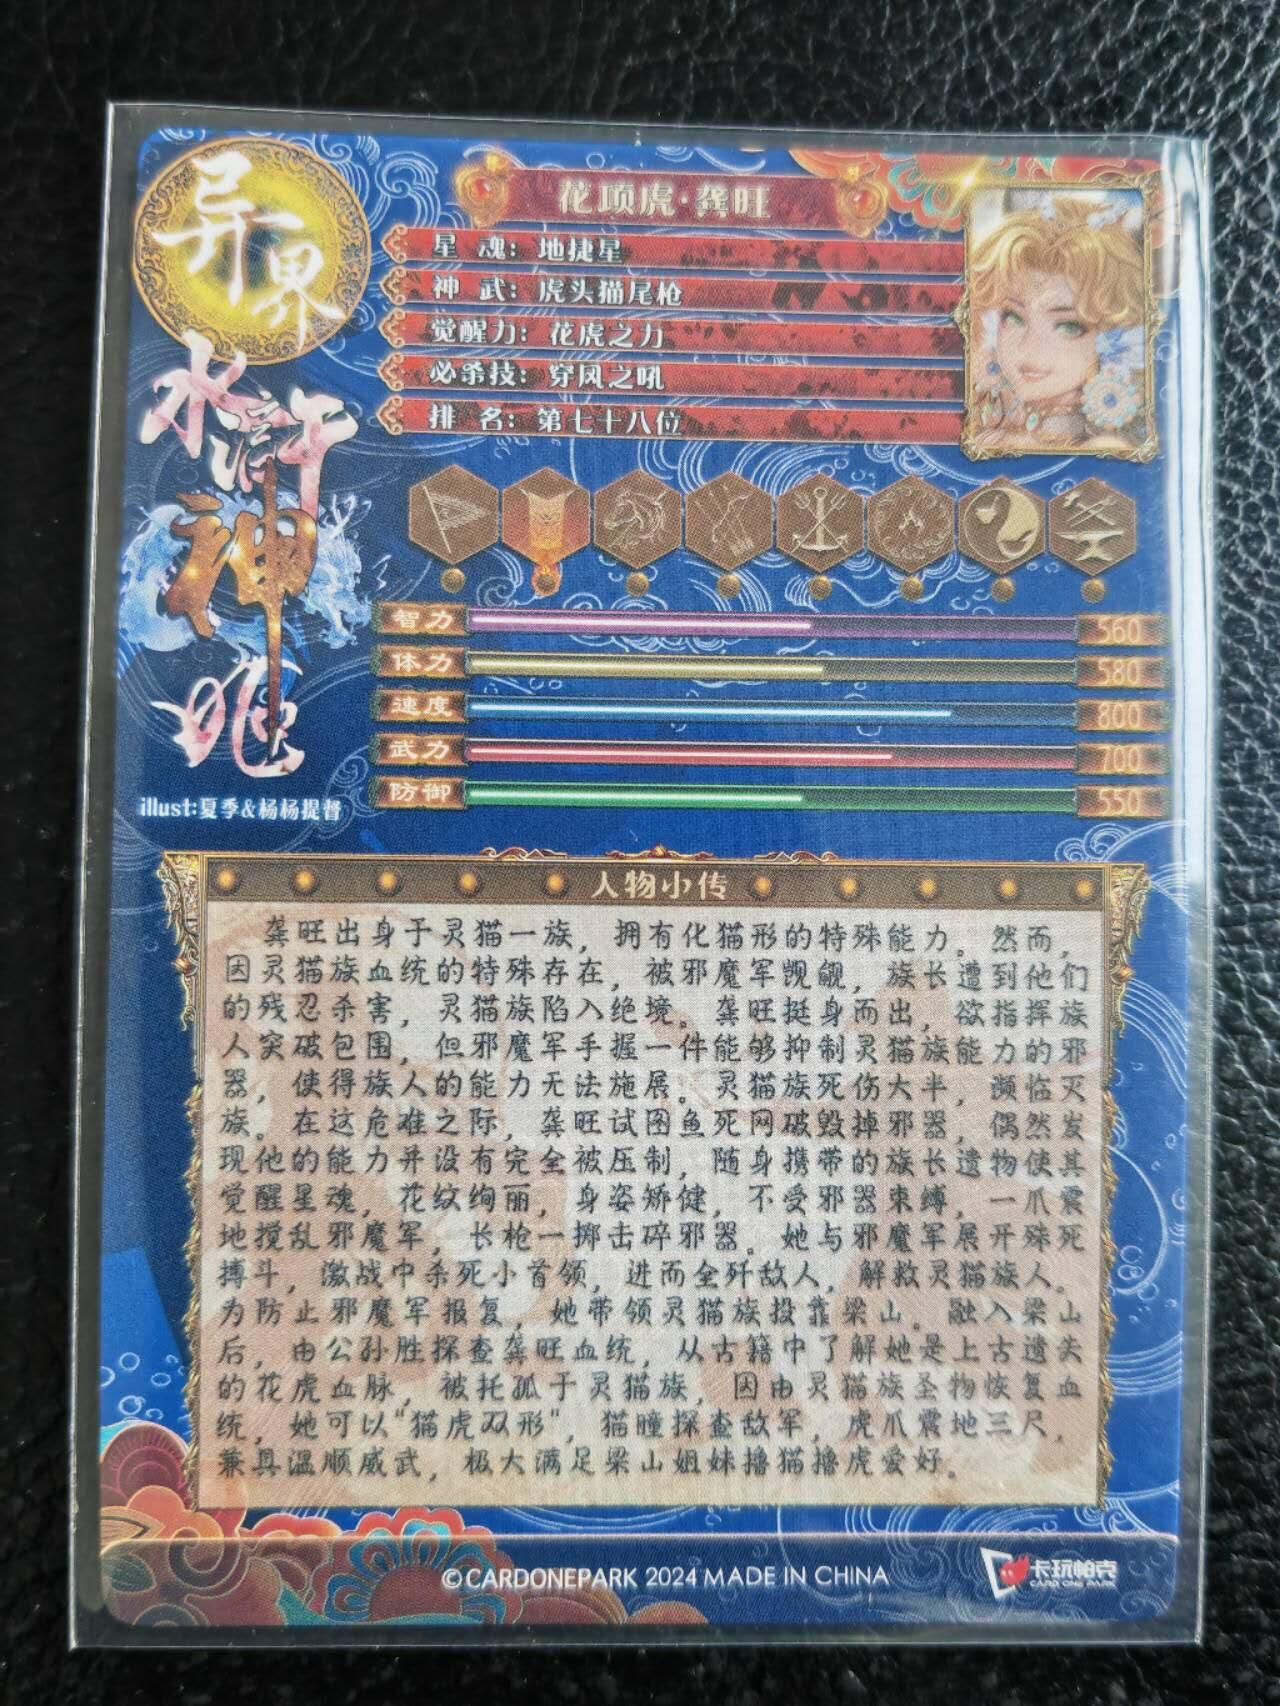 异界
水浒
神
姬
花项虎·龚旺
星 魂：地捷星
神 武：虎头猫尾枪
觉醒力：花虎之力
必杀技：穿风之吼
排 名：第七十八位
智力 560
体力 580
速度 800
武力 700
防御 550
illust:夏季&杨杨提督
人物小传
龚旺出身于灵猫一族，拥有化猫形的特殊能力。然而，
因灵猫族血统的特殊存在，被邪魔军觊觎，族长遭到他们
的残忍杀害，灵猫族陷入绝境。龚旺挺身而出，欲指挥族
人突破包围，但邪魔军手握一件能够抑制灵猫族能力的邪
器，使得族人的能力无法施展。灵猫族死伤大半，濒临灭
族。在这危难之际，龚旺试图鱼死网破毁掉邪器，偶然发
现他的能力并没有完全被压制，随身携带的族长遗物使其
觉醒星魂，花纹绚丽，身姿矫健，不受邪器束缚，一爪震
地搅乱邪魔军，长枪一掷击碎邪器。她与邪魔军展开殊死
搏斗，激战中杀死小首领，进而全歼敌人，解救灵猫族人。
为防止邪魔军报复，她带领灵猫族投靠梁山。融入梁山
后，由公孙胜探查龚旺血统，从古籍中了解她是上古遗失
的花虎血脉，被托孤于灵猫族，因由灵猫族圣物恢复血
统，她可以“猫虎双形”，猫瞳探查敌军，虎爪震地三尺，
兼具温顺威武，极大满足梁山姐妹撸猫撸虎爱好。
©CARDONEPARK 2024 MADE IN CHINA
卡玩帕克
CARD ONE PARK